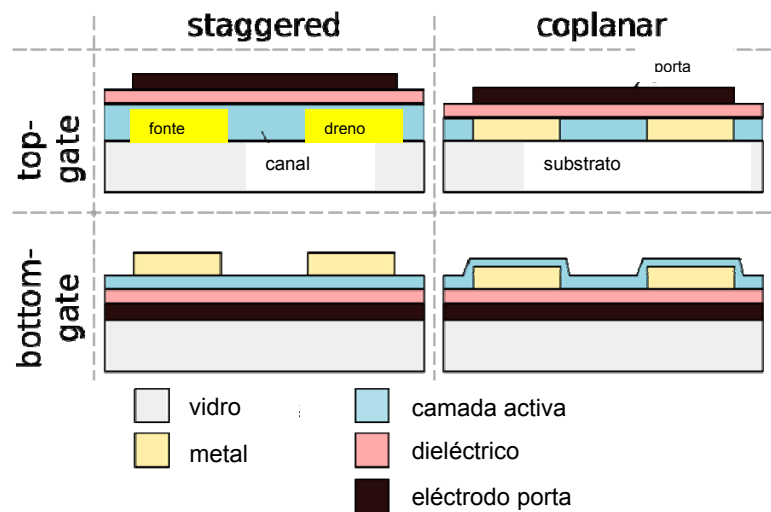 staggered
coplanar
top-
gate
porta
fonte
dreno
canal
substrato
bottom-
gate
vidro
camada activa
metal
dieléctrico
eléctrodo porta